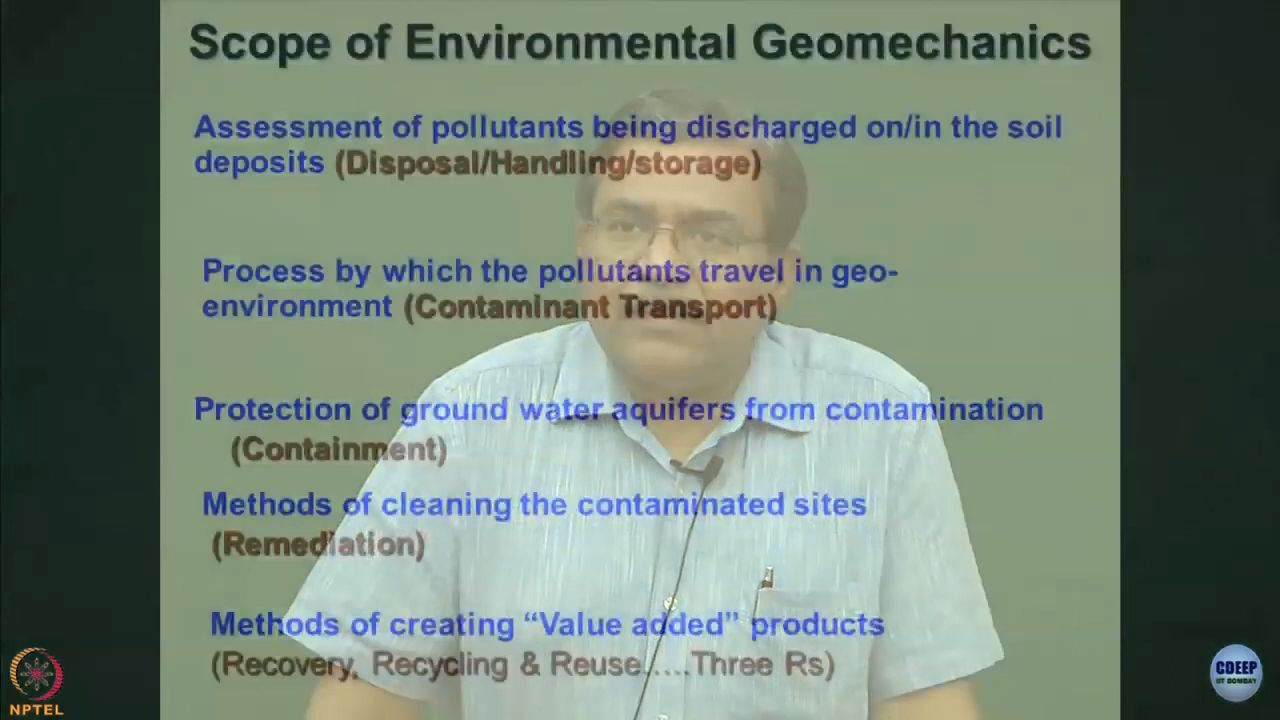 Scope of Environmental Geomechanics
Assessment of pollutants being discharged on/in the soil
deposits (Disposal/Handling/storage)
Process by which the pollutants travel in geo-
environment (Contaminant Transport)
Protection of ground water aquifers from contamination
(Containment)
Methods of cleaning the contaminated sites
(Remediation)
Methods of creating “Value added” products
(Recovery, Recycling & Reuse.....Three Rs)
NPTEL
CDEEP
IIT BOMBAY